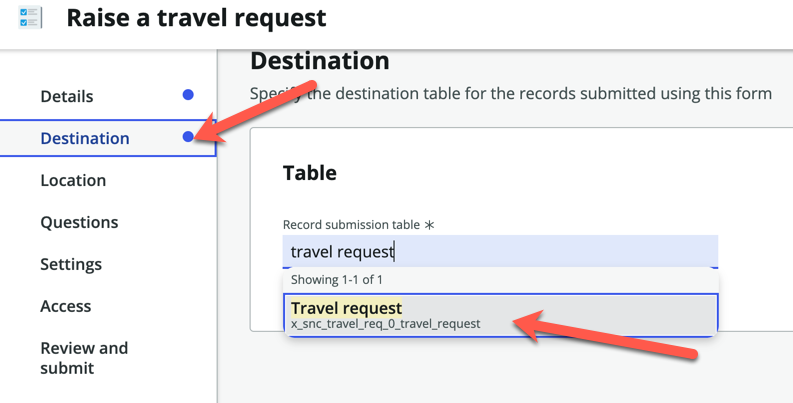 Raise a travel request
Details
Destination
Location
Questions
Settings
Access
Review and
submit
Destination
Specify the destination table for the records submitted using this form
Table
Record submission table *
travel request
Showing 1-1 of 1
Travel request
x_snc_travel_req_0_travel_request